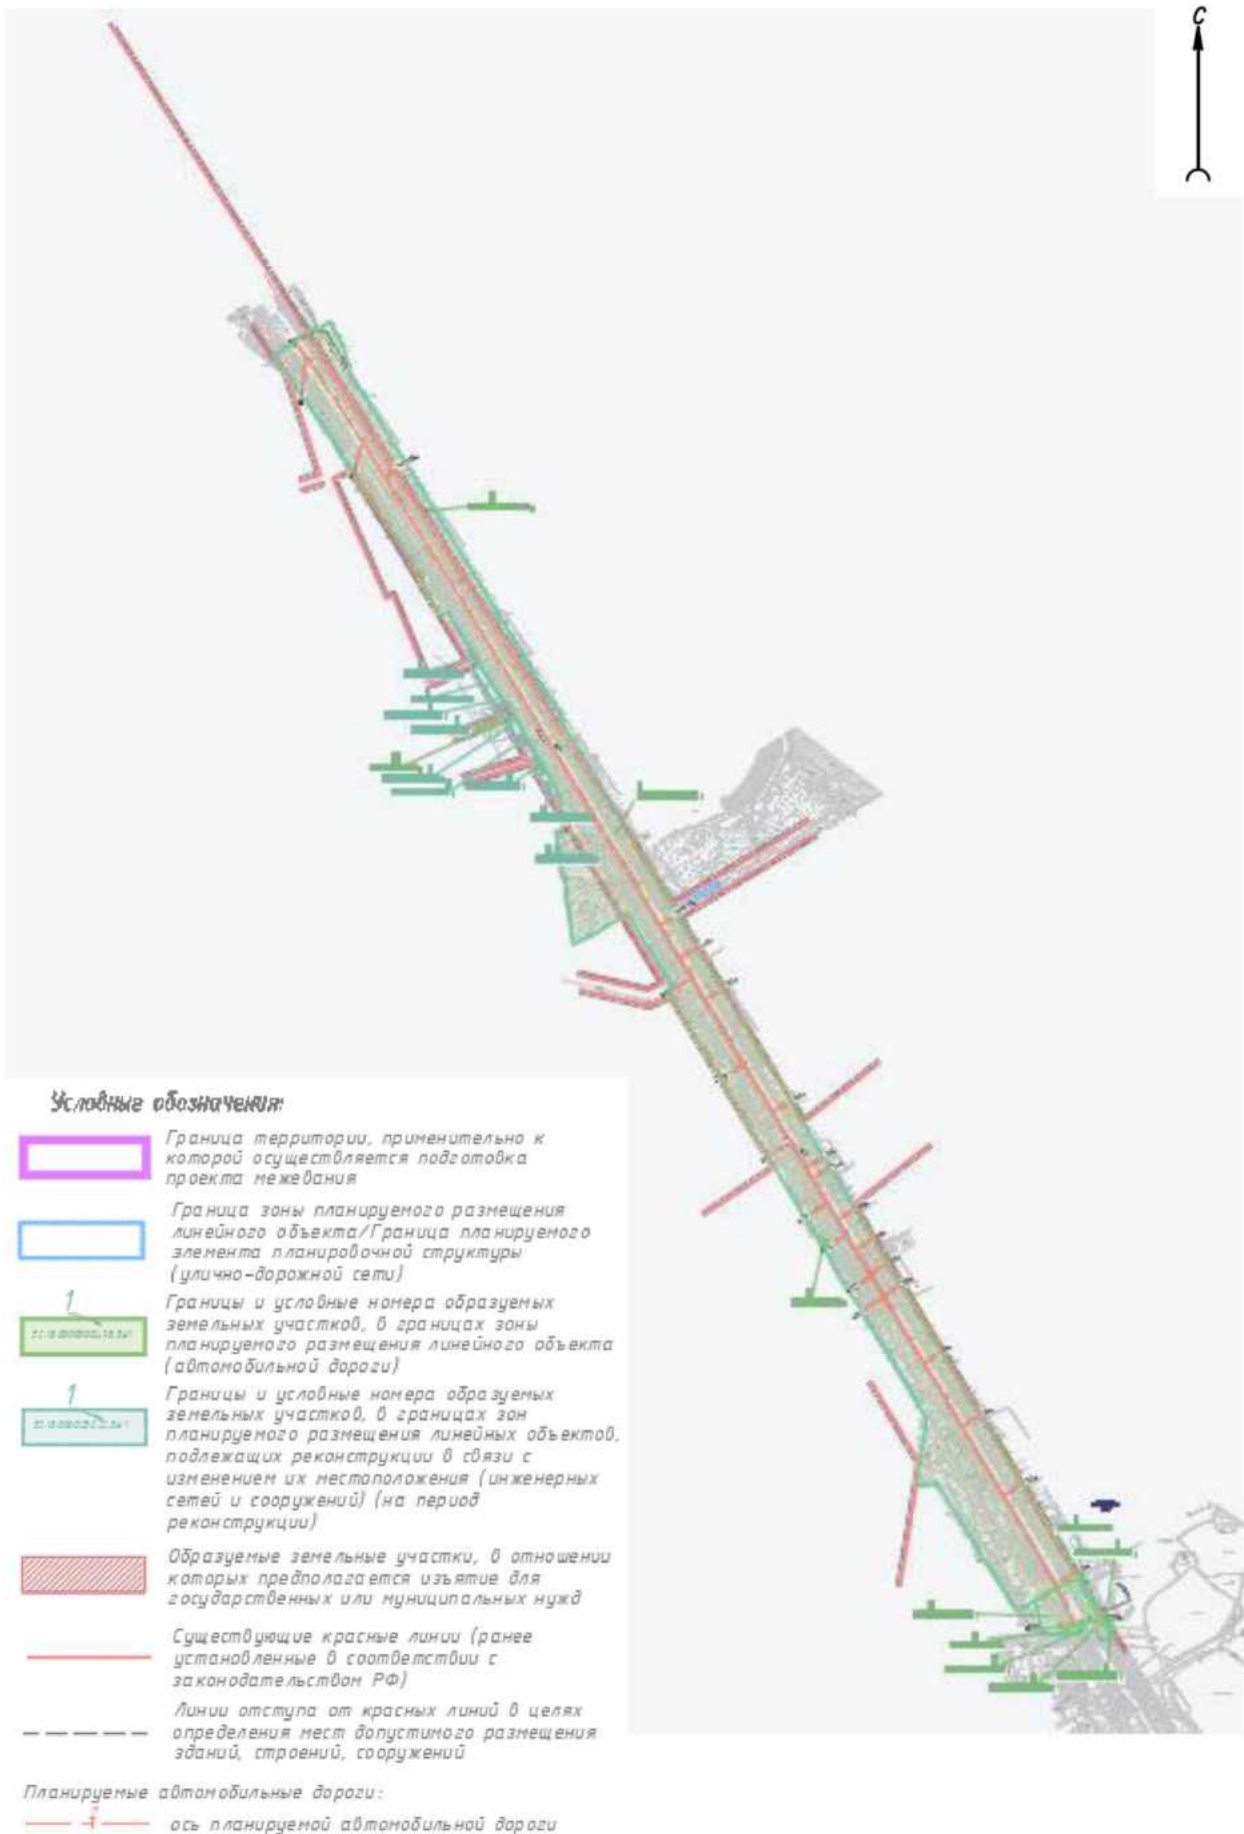 С
Условные обозначения:
Граница территории, применительно к
которой осуществляется подготовка
проекта межевания
Граница зоны планируемого размещения
линейного объекта/Граница планируемого
элемента планировочной структуры
(улично-дорожной сети)
1
Границы и условные номера образуемых
земельных участков, в границах зоны
планируемого размещения линейного объекта
(автомобильной дороги)
1
Границы и условные номера образуемых
земельных участков, в границах зон
планируемого размещения линейных объектов,
подлежащих реконструкции в связи с
изменением их местоположения (инженерных
сетей и сооружений) (на период
реконструкции)
Образуемые земельные участки, в отношении
которых предполагается изъятие для
государственных или муниципальных нужд
Существующие красные линии (ранее
установленные в соответствии с
законодательством РФ)
Линии отступа от красных линий в целях
определения мест допустимого размещения
зданий, строений, сооружений
Планируемые автомобильные дороги:
ось планируемой автомобильной дороги